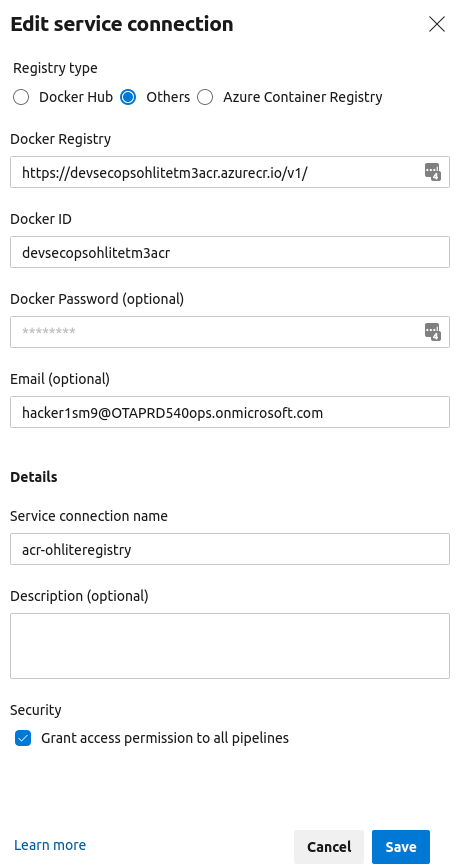 Edit service connection
Registry type
Docker Hub Others Azure Container Registry
Docker Registry
https://devsecopsohlitetm3acr.azurecr.io/v1/
4
Docker ID
devsecopsohlitetm3acr
Docker Password (optional)
********
4
Email (optional)
hacker1sm9@OTAPRD540ops.onmicrosoft.com
Details
Service connection name
acr-ohliteregistry
Description (optional)
Security
Grant access permission to all pipelines
Learn more Cancel Save